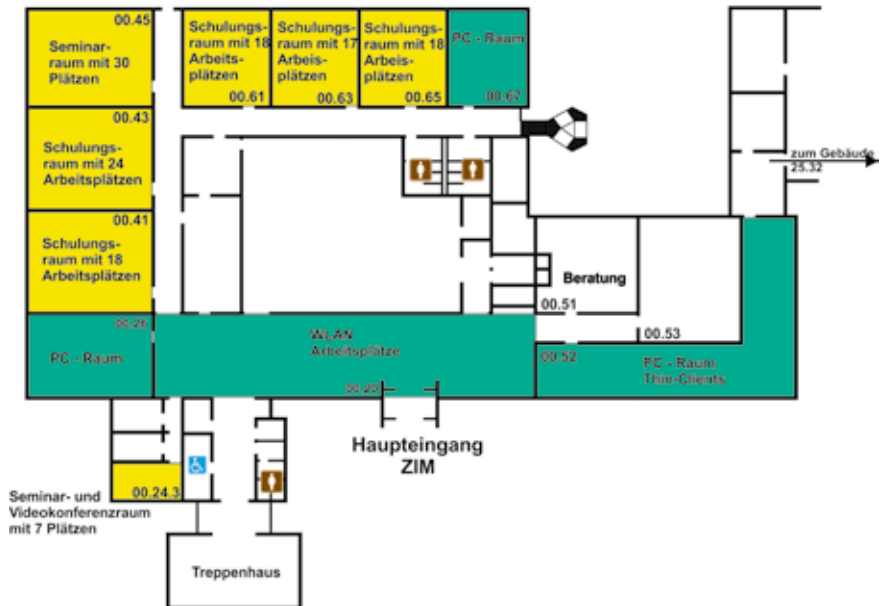 00.45
Seminar-
raum mit 30
Plätzen
Schulungs-
raum mit 18
Arbeits-
plätzen
00.61
Schulungs-
raum mit 17
Arbeits-
plätzen
00.63
Schulungs-
raum mit 18
Arbeits-
plätzen
00.65
PC - Raum
00.67
00.43
Schulungs-
raum mit 24
Arbeitsplätzen
zum Gebäude
25.32
00.41
Schulungs-
raum mit 18
Arbeitsplätzen
Beratung
00.51
00.53
00.26
PC - Raum
WLAN
Arbeitsplätze
00.20
00.52
PC - Raum
Thin-Clients
Haupteingang
ZIM
00.24.3
Seminar- und
Videokonferenzraum
mit 7 Plätzen
Treppenhaus